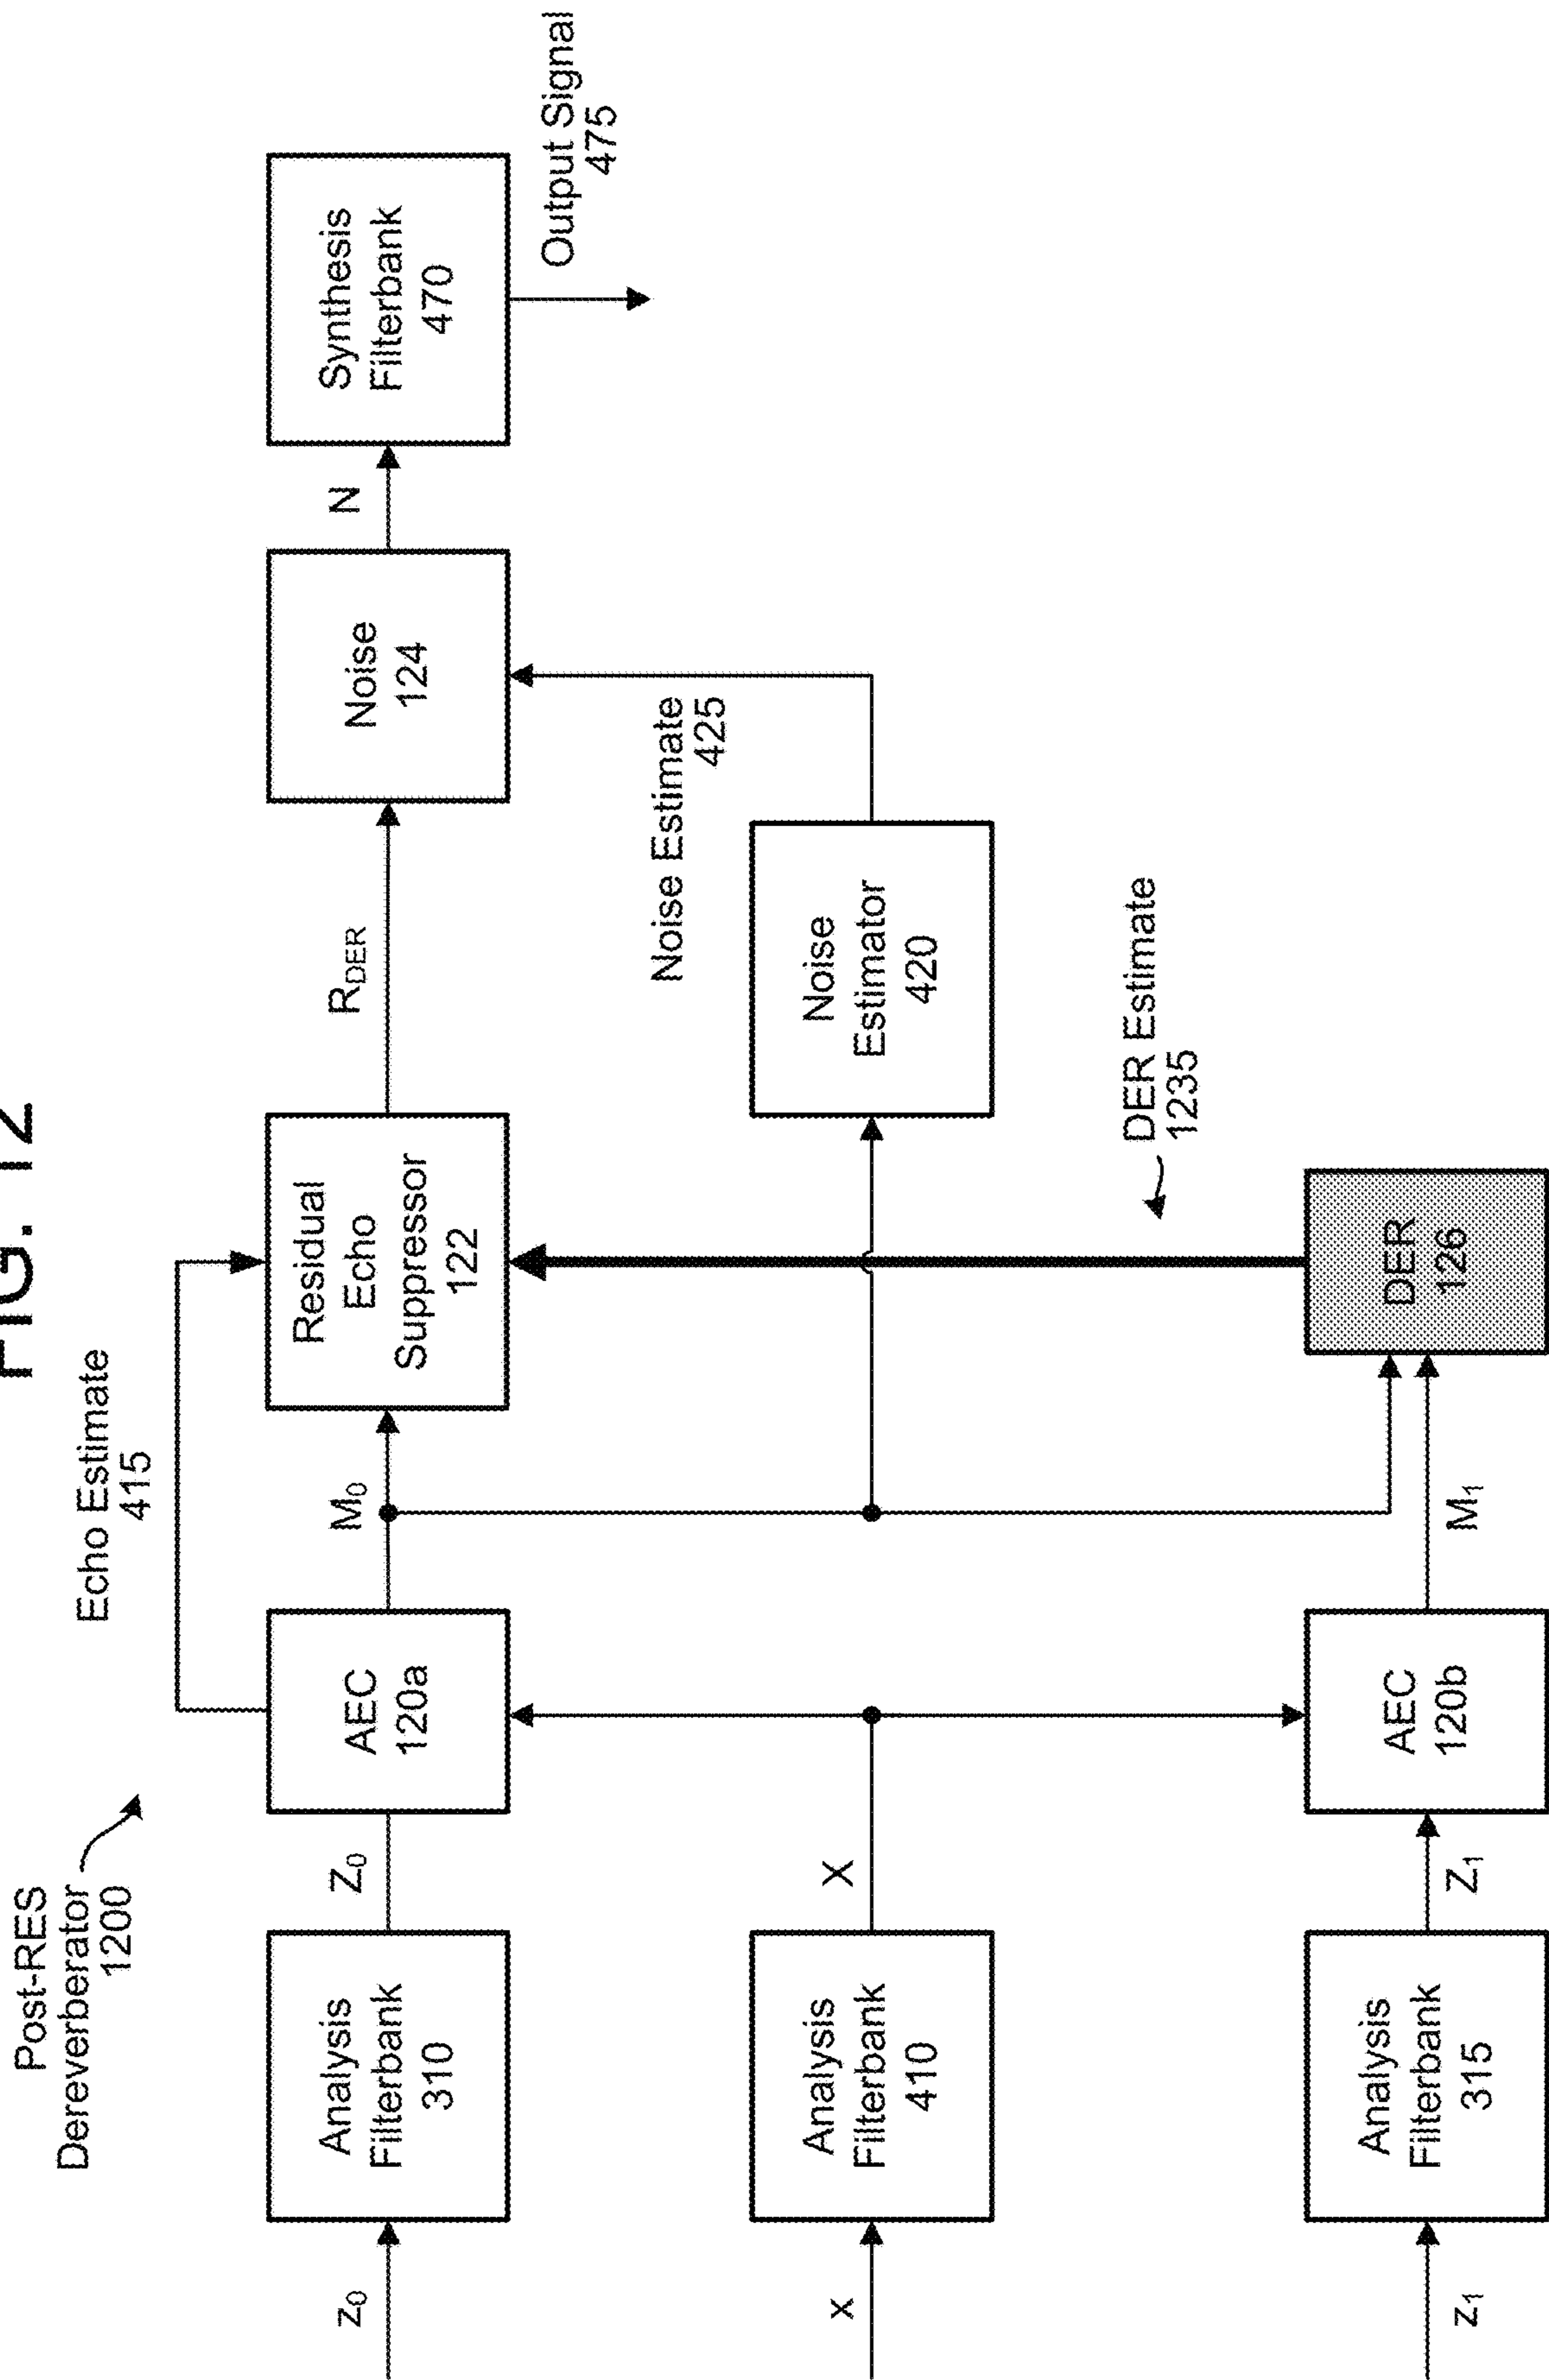 FIG. 12
Post-RES
Dereverberator
1200
Echo Estimate
415
z0
Analysis
Filterbank
310
Z0
AEC
120a
M0
Residual
Echo
Suppressor
122
RDER
Noise
124
N
Synthesis
Filterbank
470
Output Signal
475
x
Analysis
Filterbank
410
X
Noise
Estimator
420
Noise Estimate
425
DER Estimate
1235
z1
Analysis
Filterbank
315
Z1
AEC
120b
M1
DER
126